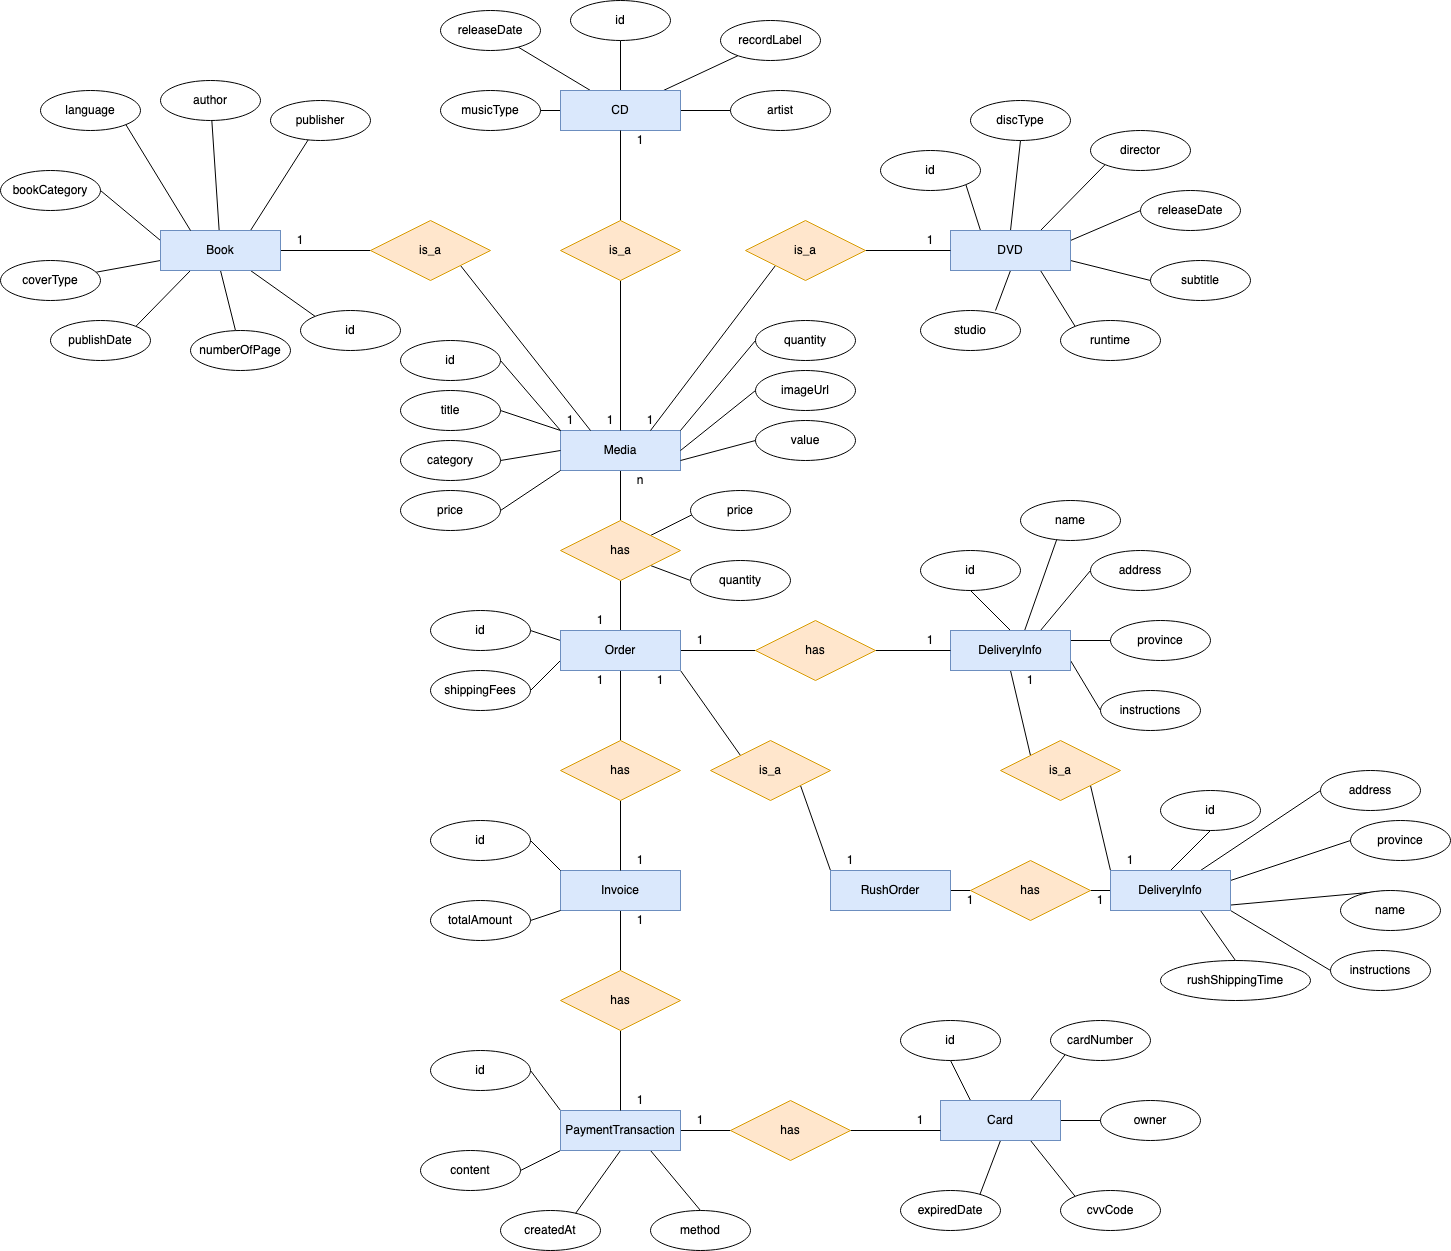 id
releaseDate
recordLabel
CD
musicType
artist
1
language
author
publisher
bookCategory
Book
1
is_a
coverType
publishDate
numberOfPage
id
is_a
is_a
1
discType
id
director
releaseDate
DVD
subtitle
studio
runtime
id
title
category
price
quantity
imageUrl
value
1
1
1
Media
n
has
price
quantity
1
id
shippingFees
Order
1
has
1
1
1
name
id
address
province
DeliveryInfo
instructions
1
has
is_a
is_a
1
1
1
id
address
province
DeliveryInfo
name
instructions
rushShippingTime
RushOrder
1
has
1
id
totalAmount
Invoice
1
has
1
id
PaymentTransaction
content
createdAt
method
1
has
1
id
cardNumber
Card
owner
expiredDate
cvvCode